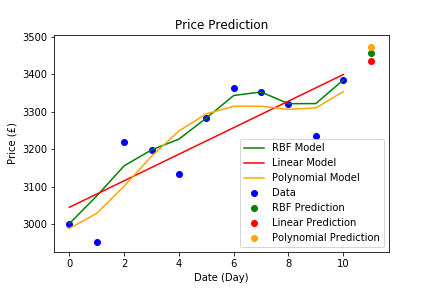 Price Prediction
3500
3400
3300
3200
3100
3000
Price (£)
0
2
4
6
8
10
Date (Day)
RBF Model
Linear Model
Polynomial Model
Data
RBF Prediction
Linear Prediction
Polynomial Prediction